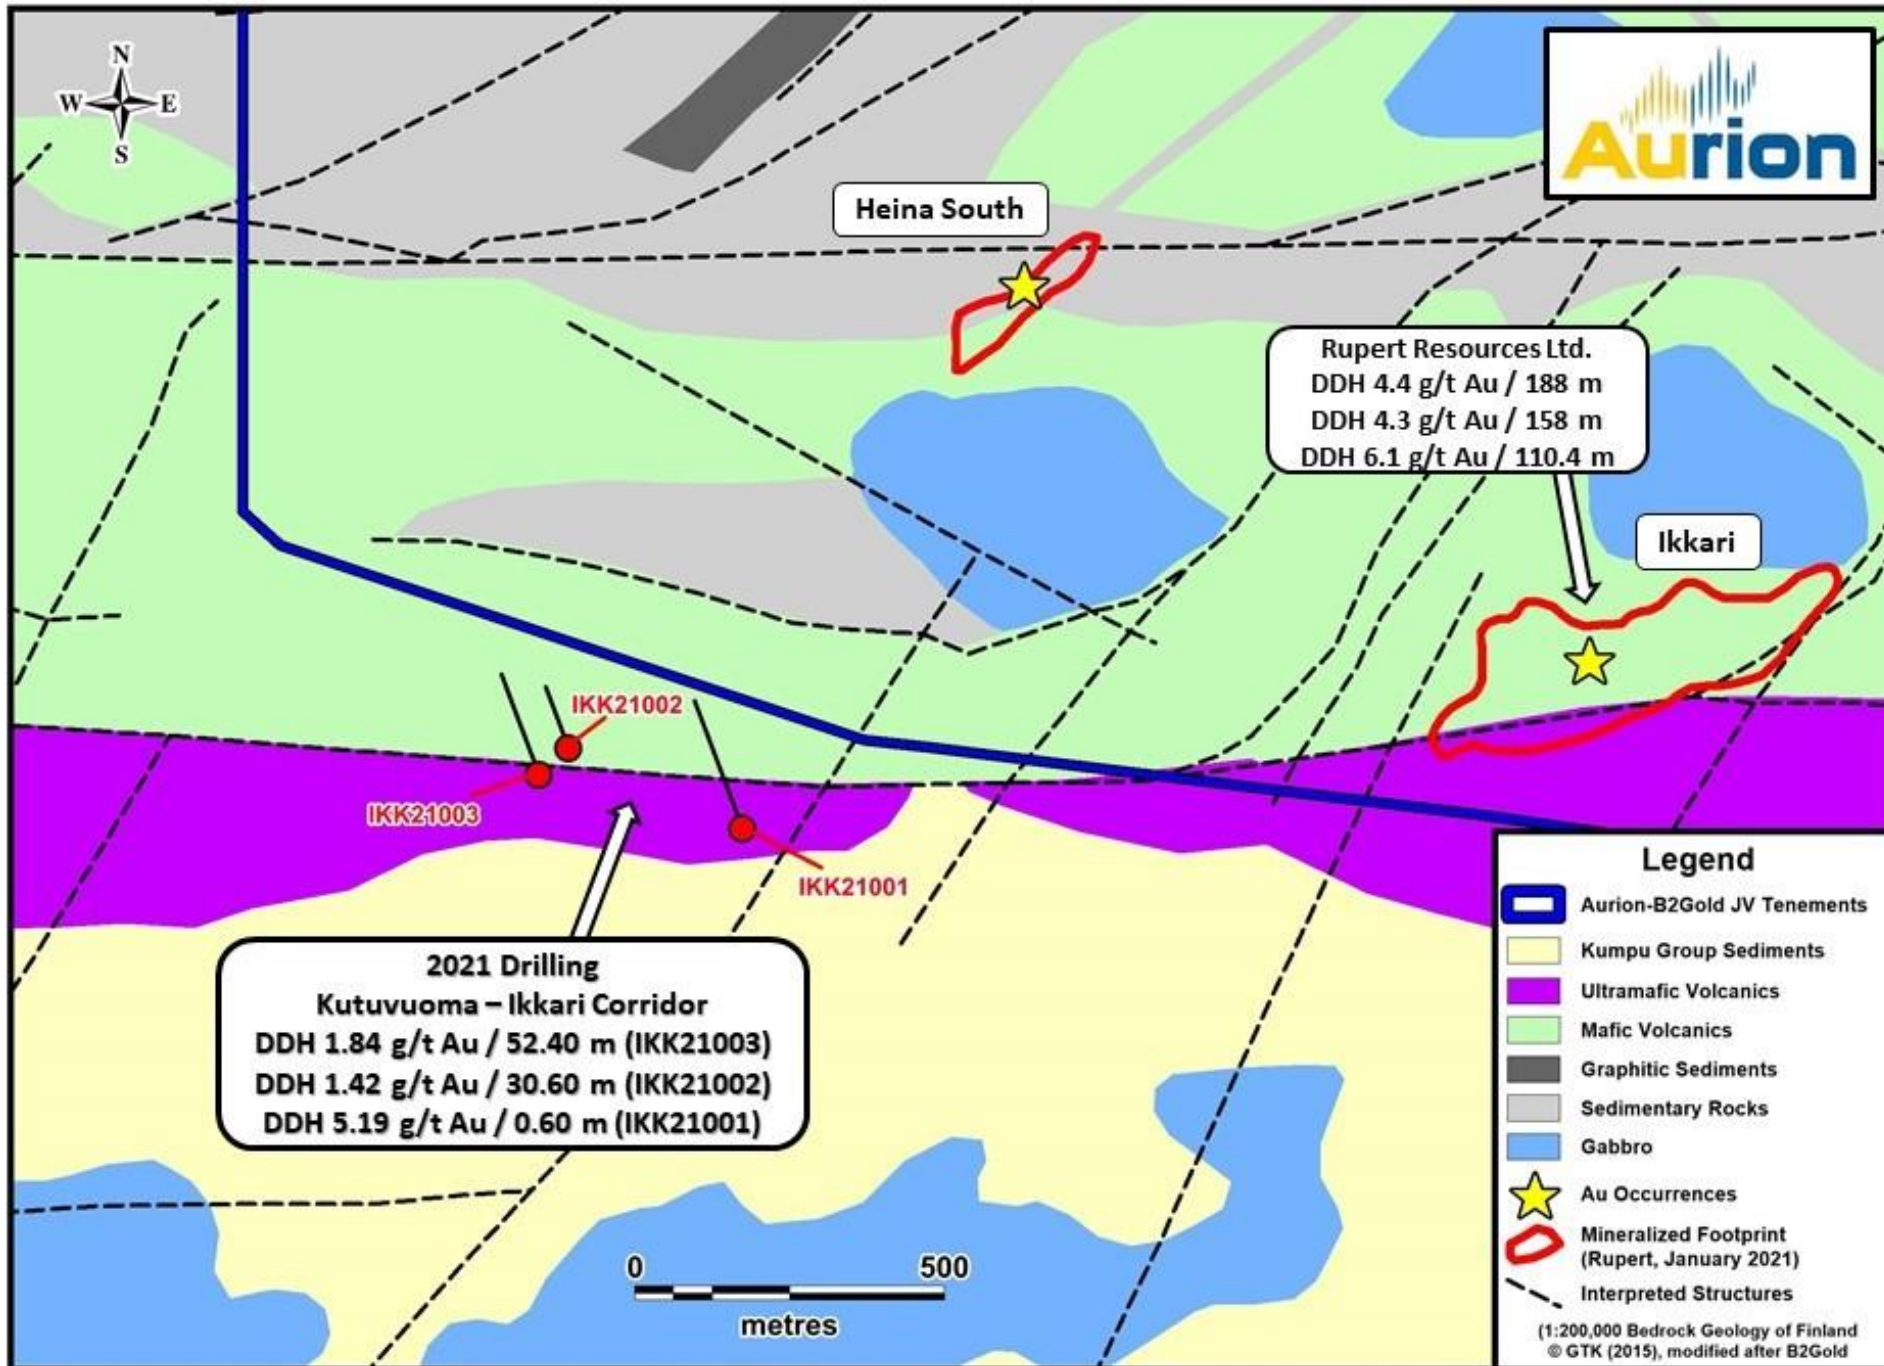 N
W E
S
Aurion
Heina South
Rupert Resources Ltd.
DDH 4.4 g/t Au / 188 m
DDH 4.3 g/t Au / 158 m
DDH 6.1 g/t Au / 110.4 m
Ikkari
IKK21002
IKK21003
IKK21001
2021 Drilling
Kutuvuoma – Ikkari Corridor
DDH 1.84 g/t Au / 52.40 m (IKK21003)
DDH 1.42 g/t Au / 30.60 m (IKK21002)
DDH 5.19 g/t Au / 0.60 m (IKK21001)
0 500
metres
Legend
Aurion-B2Gold JV Tenements
Kumpu Group Sediments
Ultramafic Volcanics
Mafic Volcanics
Graphitic Sediments
Sedimentary Rocks
Gabbro
Au Occurrences
Mineralized Footprint
(Rupert, January 2021)
Interpreted Structures
(1:200,000 Bedrock Geology of Finland
© GTK (2015), modified after B2Gold